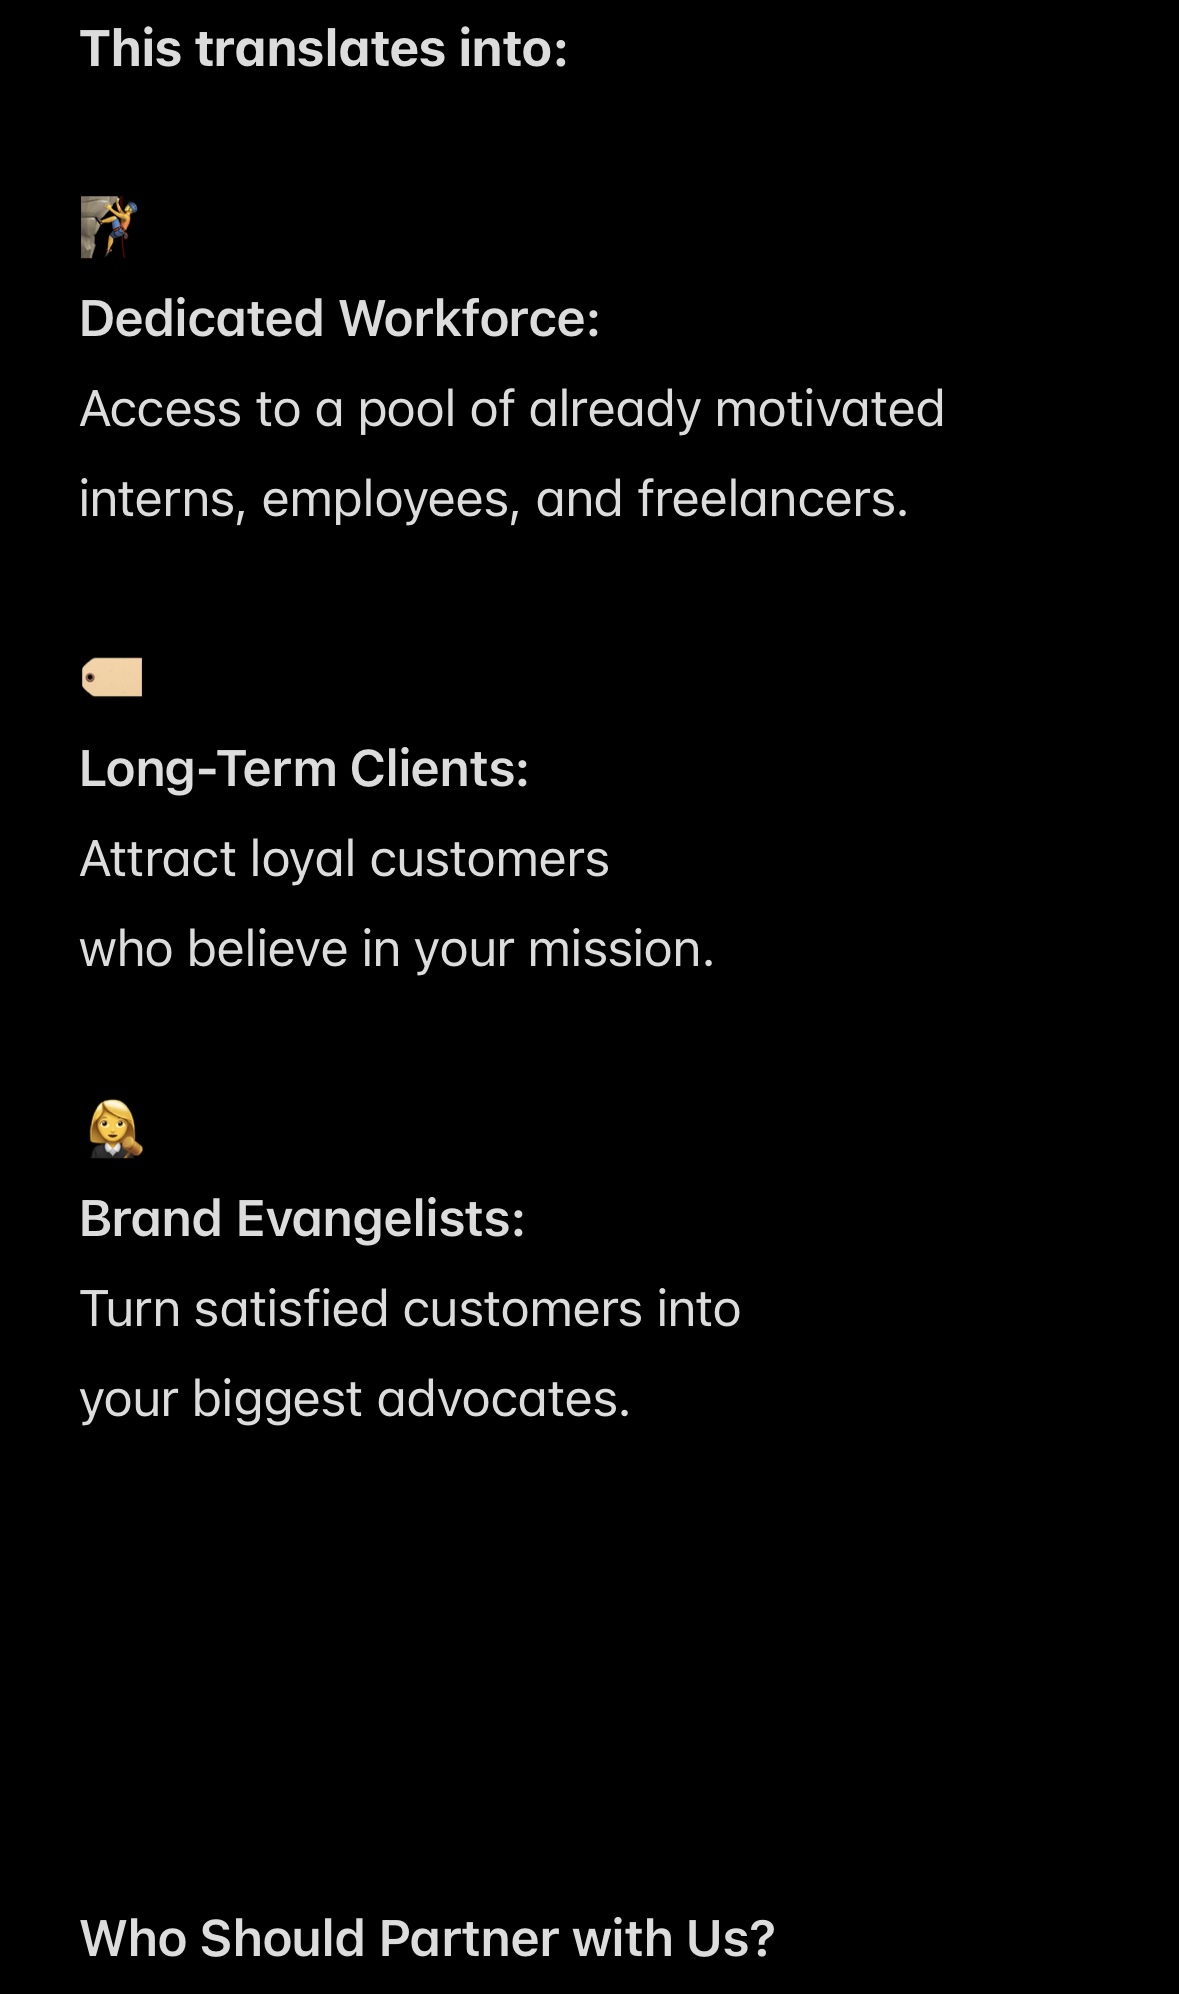 This translates into:
Dedicated Workforce:
Access to a pool of already motivated
interns, employees, and freelancers.
Long-Term Clients:
Attract loyal customers
who believe in your mission.
Brand Evangelists:
Turn satisfied customers into
your biggest advocates.
Who Should Partner with Us?